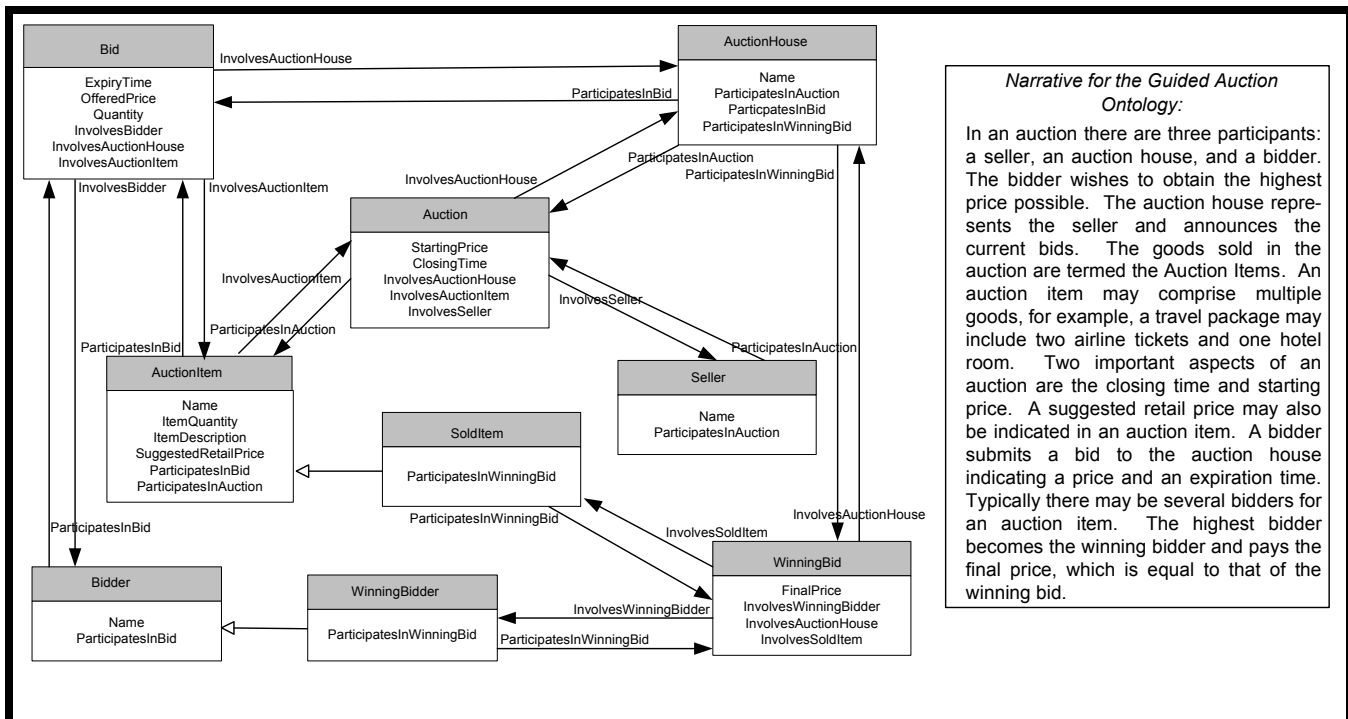 Bid
ExpiryTime
OfferedPrice
Quantity
InvolvesBidder
InvolvesAuctionHouse
InvolvesAuctionItem
InvolvesAuctionHouse
ParticipatesInBid
AuctionHouse
Name
ParticipatesInAuction
ParticpatesInBid
ParticipatesInWinningBid
InvolvesBidder
InvolvesAuctionItem
InvolvesAuctionHouse
ParticipatesInAuction
ParticipatesInWinningBid
Auction
StartingPrice
ClosingTime
InvolvesAuctionHouse
InvolvesAuctionItem
InvolvesSeller
InvolvesAuctionItem
ParticipatesInAuction
InvolvesSeller
ParticipatesInAuction
ParticipatesInBid
AuctionItem
Name
ItemQuantity
ItemDescription
SuggestedRetailPrice
ParticipatesInBid
ParticipatesInAuction
Seller
Name
ParticipatesInAuction
SoldItem
ParticipatesInWinningBid
ParticipatesInWinningBid
InvolvesSoldItem
InvolvesAuctionHouse
ParticipatesInBid
Bidder
Name
ParticipatesInBid
WinningBidder
ParticipatesInWinningBid
InvolvesWinningBidder
ParticipatesInWinningBid
WinningBid
FinalPrice
InvolvesWinningBidder
InvolvesAuctionHouse
InvolvesSoldItem
Narrative for the Guided Auction
Ontology:
In an auction there are three participants:
a seller, an auction house, and a bidder.
The bidder wishes to obtain the highest
price possible. The auction house repre-
sents the seller and announces the
current bids. The goods sold in the
auction are termed the Auction Items. An
auction item may comprise multiple
goods, for example, a travel package may
include two airline tickets and one hotel
room. Two important aspects of an
auction are the closing time and starting
price. A suggested retail price may also
be indicated in an auction item. A bidder
submits a bid to the auction house
indicating a price and an expiration time.
Typically there may be several bidders for
an auction item. The highest bidder
becomes the winning bidder and pays the
final price, which is equal to that of the
winning bid.